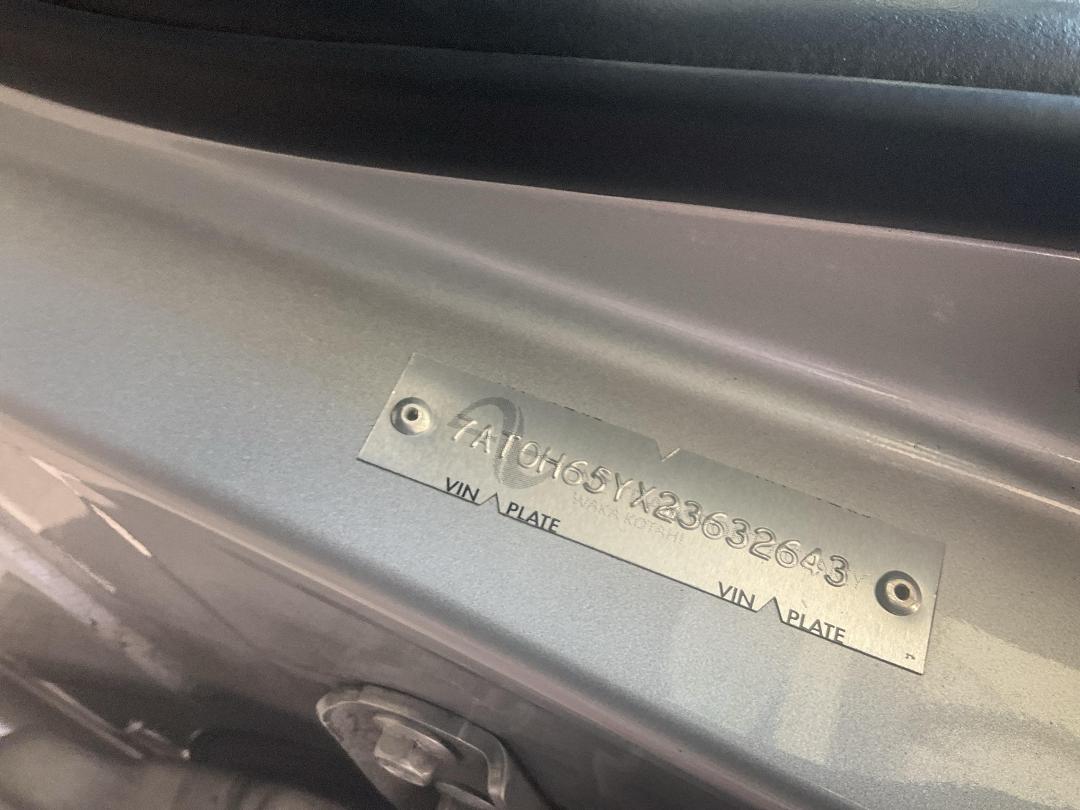 7AT0H65YX23632643
WAKA KOTAHI
VIN PLATE
VIN PLATE